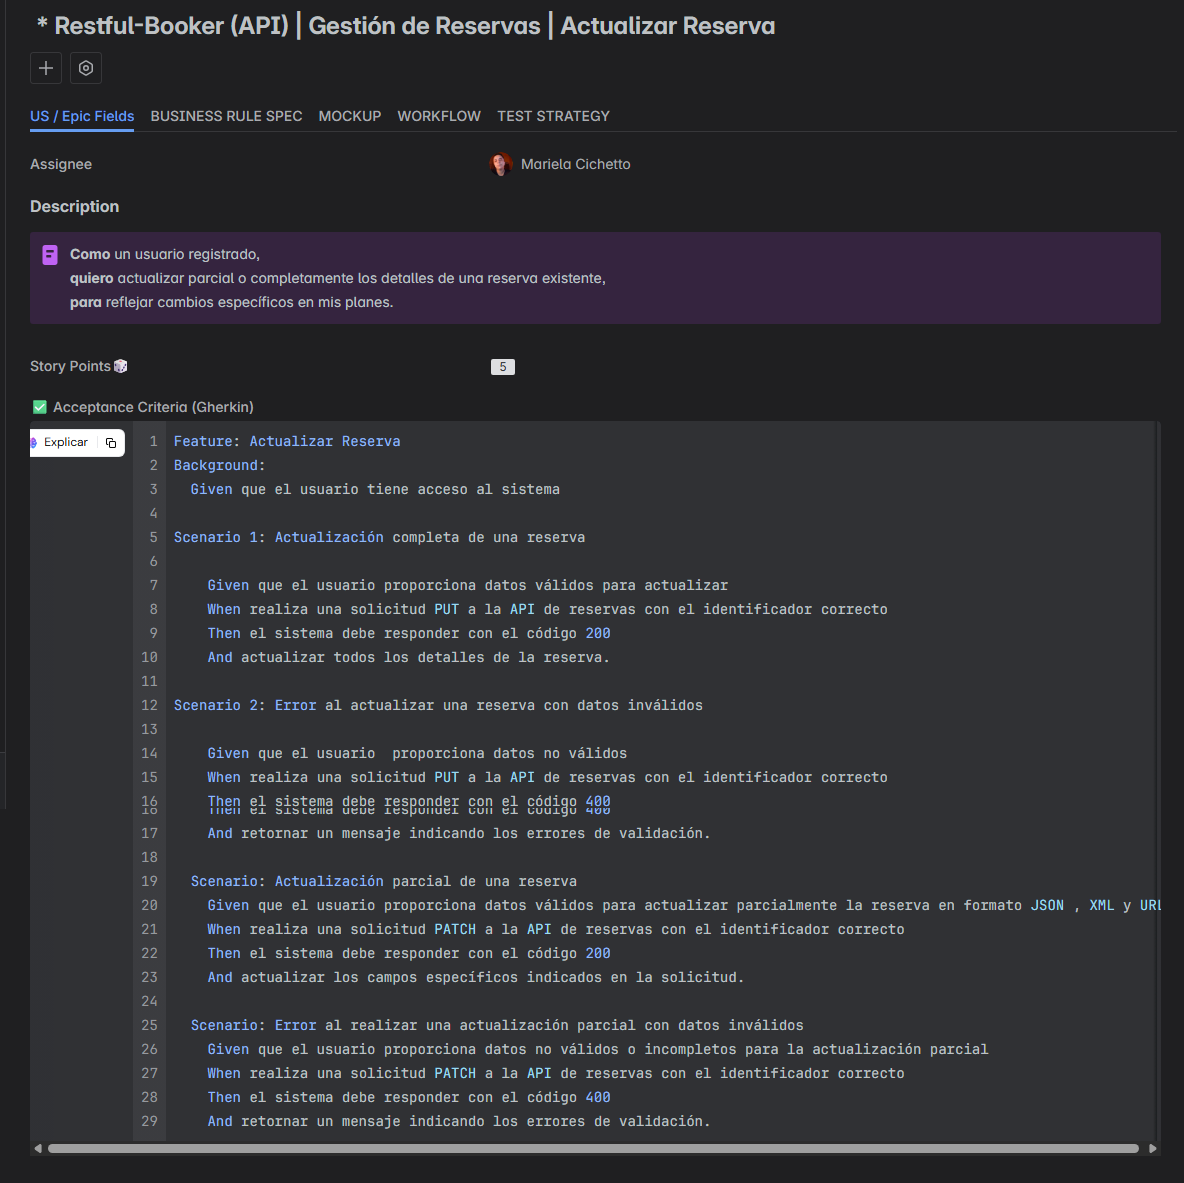 * Restful-Booker (API) | Gestión de Reservas | Actualizar Reserva
US / Epic Fields BUSINESS RULE SPEC MOCKUP WORKFLOW TEST STRATEGY
Assignee Mariela Cichetto
Description
Como un usuario registrado,
quiero actualizar parcial o completamente los detalles de una reserva existente,
para reflejar cambios específicos en mis planes.
Story Points 5
Acceptance Criteria (Gherkin)
Explicar
1 Feature: Actualizar Reserva
2 Background:
3 Given que el usuario tiene acceso al sistema
4
5 Scenario 1: Actualización completa de una reserva
6
7 Given que el usuario proporciona datos válidos para actualizar
8 When realiza una solicitud PUT a la API de reservas con el identificador correcto
9 Then el sistema debe responder con el código 200
10 And actualizar todos los detalles de la reserva.
11
12 Scenario 2: Error al actualizar una reserva con datos inválidos
13
14 Given que el usuario  proporciona datos no válidos
15 When realiza una solicitud PUT a la API de reservas con el identificador correcto
16 Then el sistema debe responder con el código 400
17 And retornar un mensaje indicando los errores de validación.
18
19 Scenario: Actualización parcial de una reserva
20 Given que el usuario proporciona datos válidos para actualizar parcialmente la reserva en formato JSON , XML y URL
21 When realiza una solicitud PATCH a la API de reservas con el identificador correcto
22 Then el sistema debe responder con el código 200
23 And actualizar los campos específicos indicados en la solicitud.
24
25 Scenario: Error al realizar una actualización parcial con datos inválidos
26 Given que el usuario proporciona datos no válidos o incompletos para la actualización parcial
27 When realiza una solicitud PATCH a la API de reservas con el identificador correcto
28 Then el sistema debe responder con el código 400
29 And retornar un mensaje indicando los errores de validación.